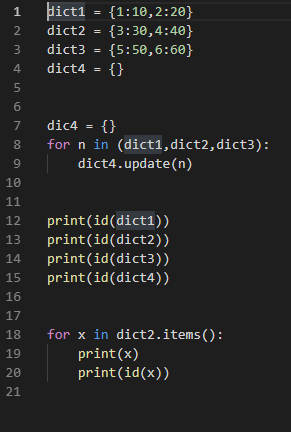 1 dict1 = {1:10,2:20}
2 dict2 = {3:30,4:40}
3 dict3 = {5:50,6:60}
4 dict4 = {}
5
6
7 dic4 = {}
8 for n in (dict1,dict2,dict3):
9     dict4.update(n)
10
11
12 print(id(dict1))
13 print(id(dict2))
14 print(id(dict3))
15 print(id(dict4))
16
17
18 for x in dict2.items():
19     print(x)
20     print(id(x))
21